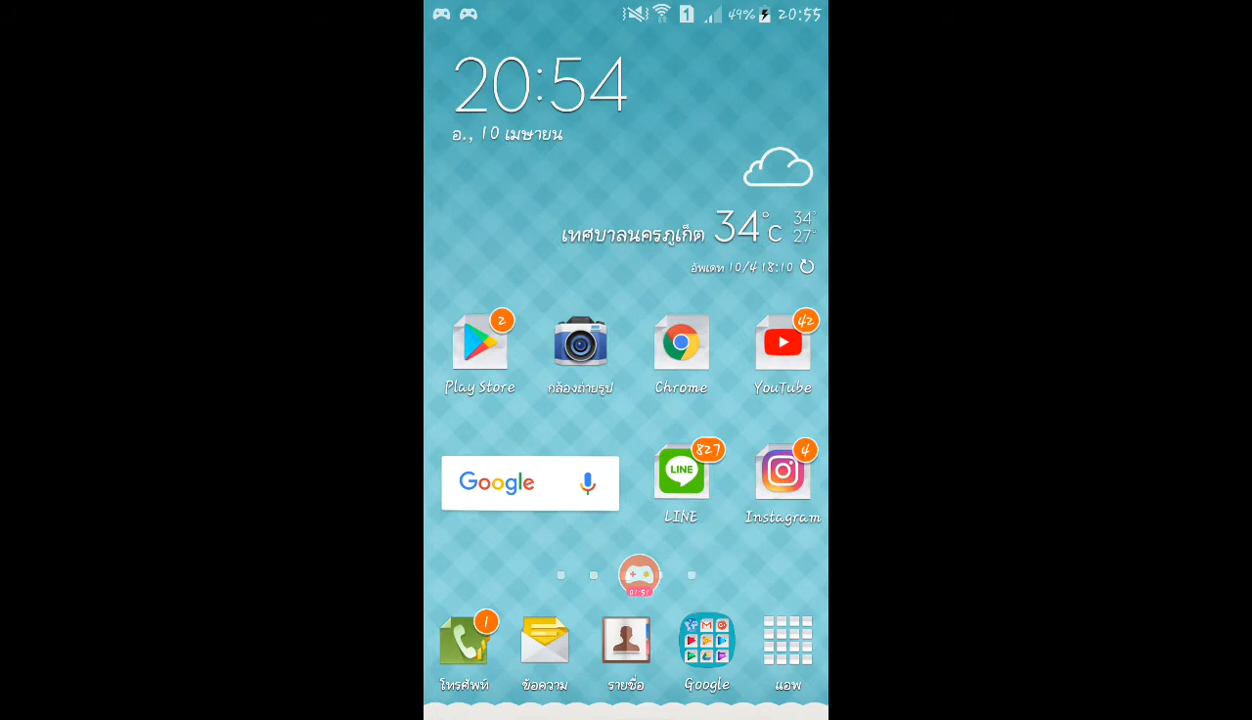 1 49% 20:55
20:54
อ., 10 เมษายน
เทศบาลนครภูเก็ต 34°C 34° 27°
อัพเดท 10/4 18:10
2 42
Play Store กล้องถ่ายรูป Chrome YouTube
827 4
Google LINE
LINE Instagram
01:51
1
โทรศัพท์ ข้อความ รายชื่อ Google แอพ